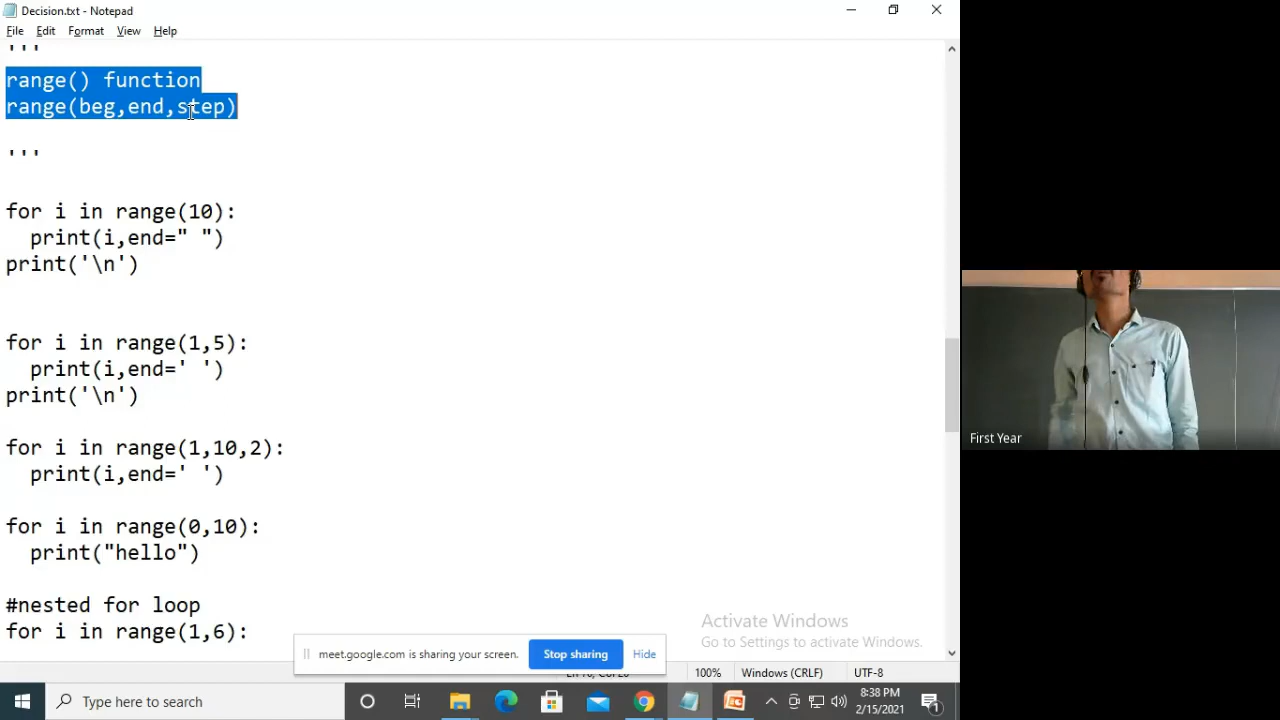 Decision.txt - Notepad
File Edit Format View Help
'''
range() function
range(beg,end,step)
'''
for i in range(10):
print(i,end=" ")
print('\n')
for i in range(1,5):
print(i,end=' ')
print('\n')
for i in range(1,10,2):
print(i,end=' ')
for i in range(0,10):
print("hello")
#nested for loop
for i in range(1,6):
First Year
Activate Windows
Go to Settings to activate Windows.
meet.google.com is sharing your screen. Stop sharing Hide
100% Windows (CRLF) UTF-8
Type here to search
8:38 PM
2/15/2021
1